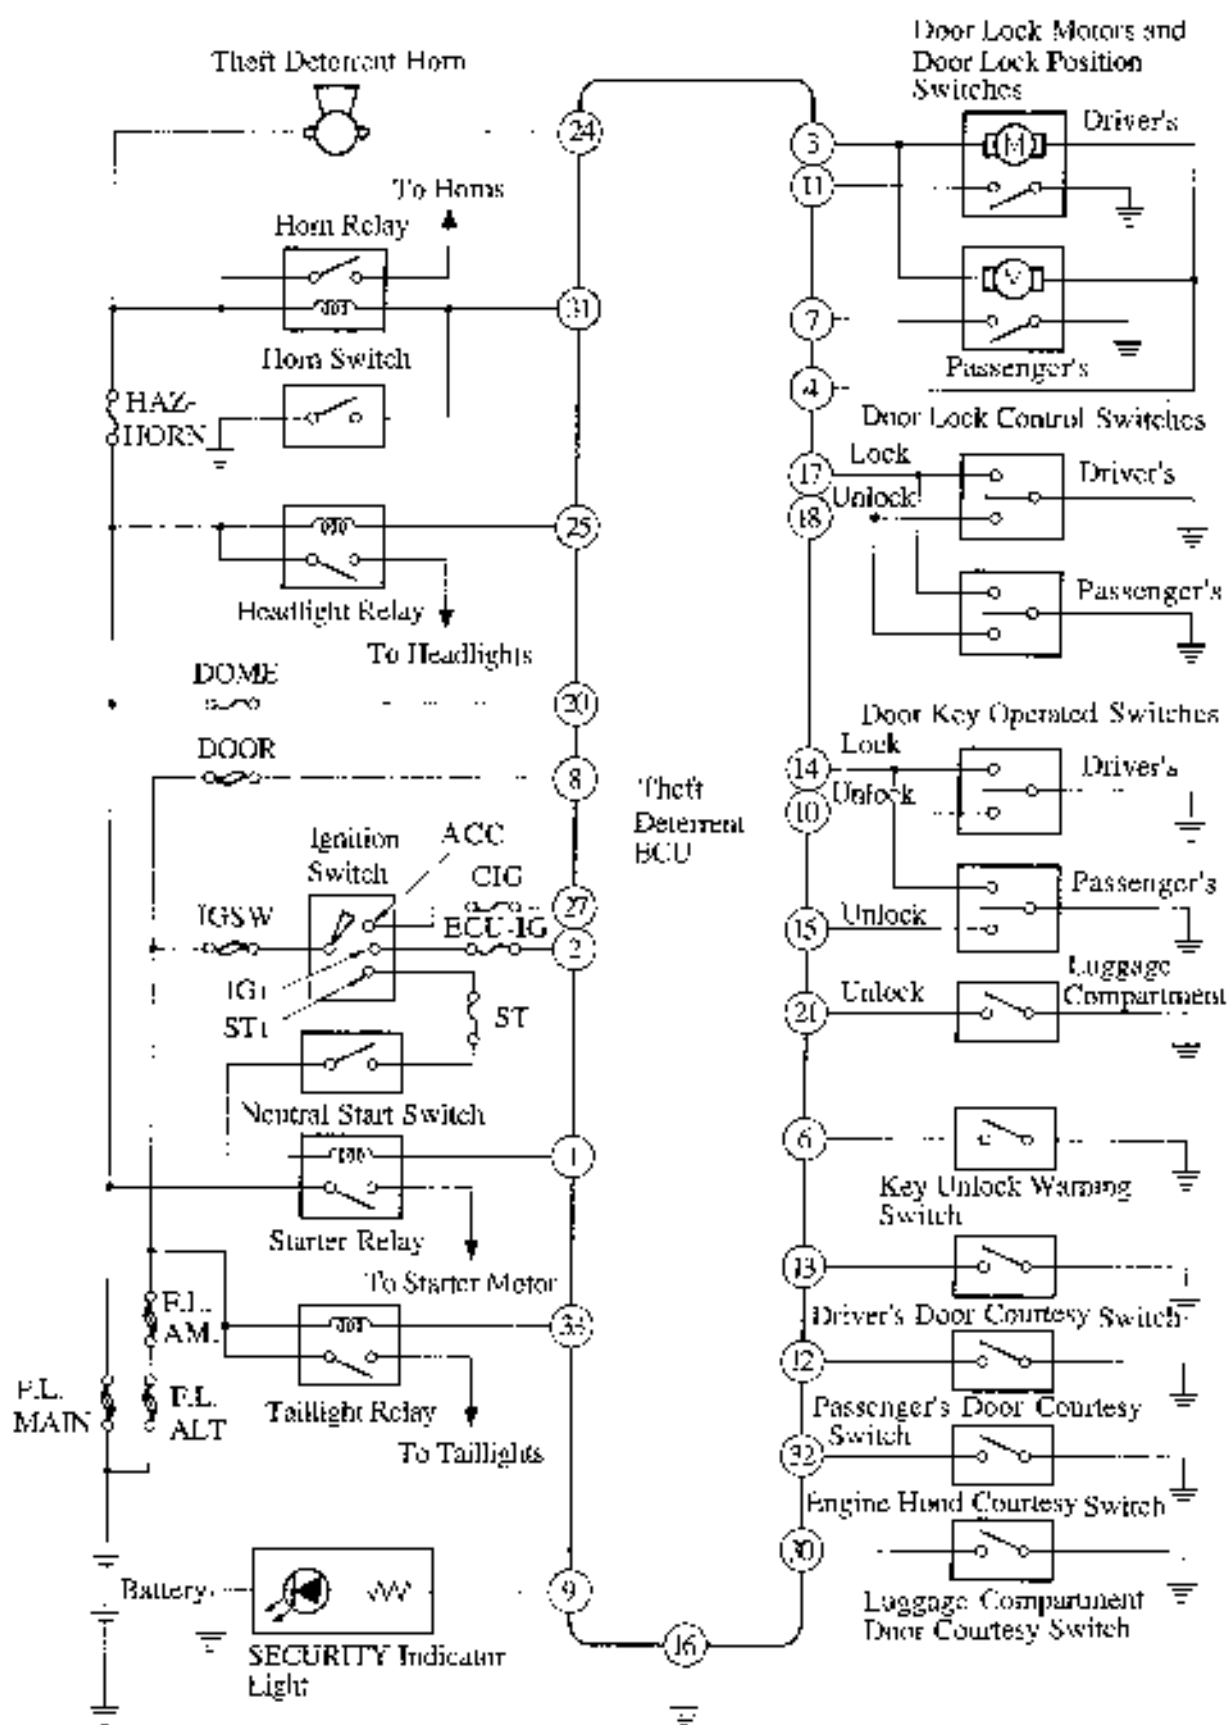 Door Lock Motors and
Door Lock Position
Switches
Theft Deterrent Horn
Driver's
24
3
11
To Horns
Horn Relay
31
7
Horn Switch
Passenger's
4
HAZ-
HORN
Door Lock Control Switches
Lock
17
Driver's
Unlock
18
25
Passenger's
Headlight Relay
To Headlights
DOME
20
Door Key Operated Switches
Lock
DOOR
14
Driver's
8
Theft
Deterrent
ECU
Unlock
10
Ignition
Switch
ACC
CIG
27
Passenger's
IGSW
ECU-IG
2
Unlock
15
IG1
ST1
ST
Unlock
21
Luggage
Compartment
Neutral Start Switch
6
1
Key Unlock Warning
Switch
Starter Relay
13
To Starter Motor
F.L.
AM1
33
Driver's Door Courtesy Switch
12
F.L.
MAIN
F.L.
ALT
Taillight Relay
Passenger's Door Courtesy
Switch
To Taillights
32
Engine Hood Courtesy Switch
30
Battery
9
Luggage Compartment
Door Courtesy Switch
16
SECURITY Indicator
Light